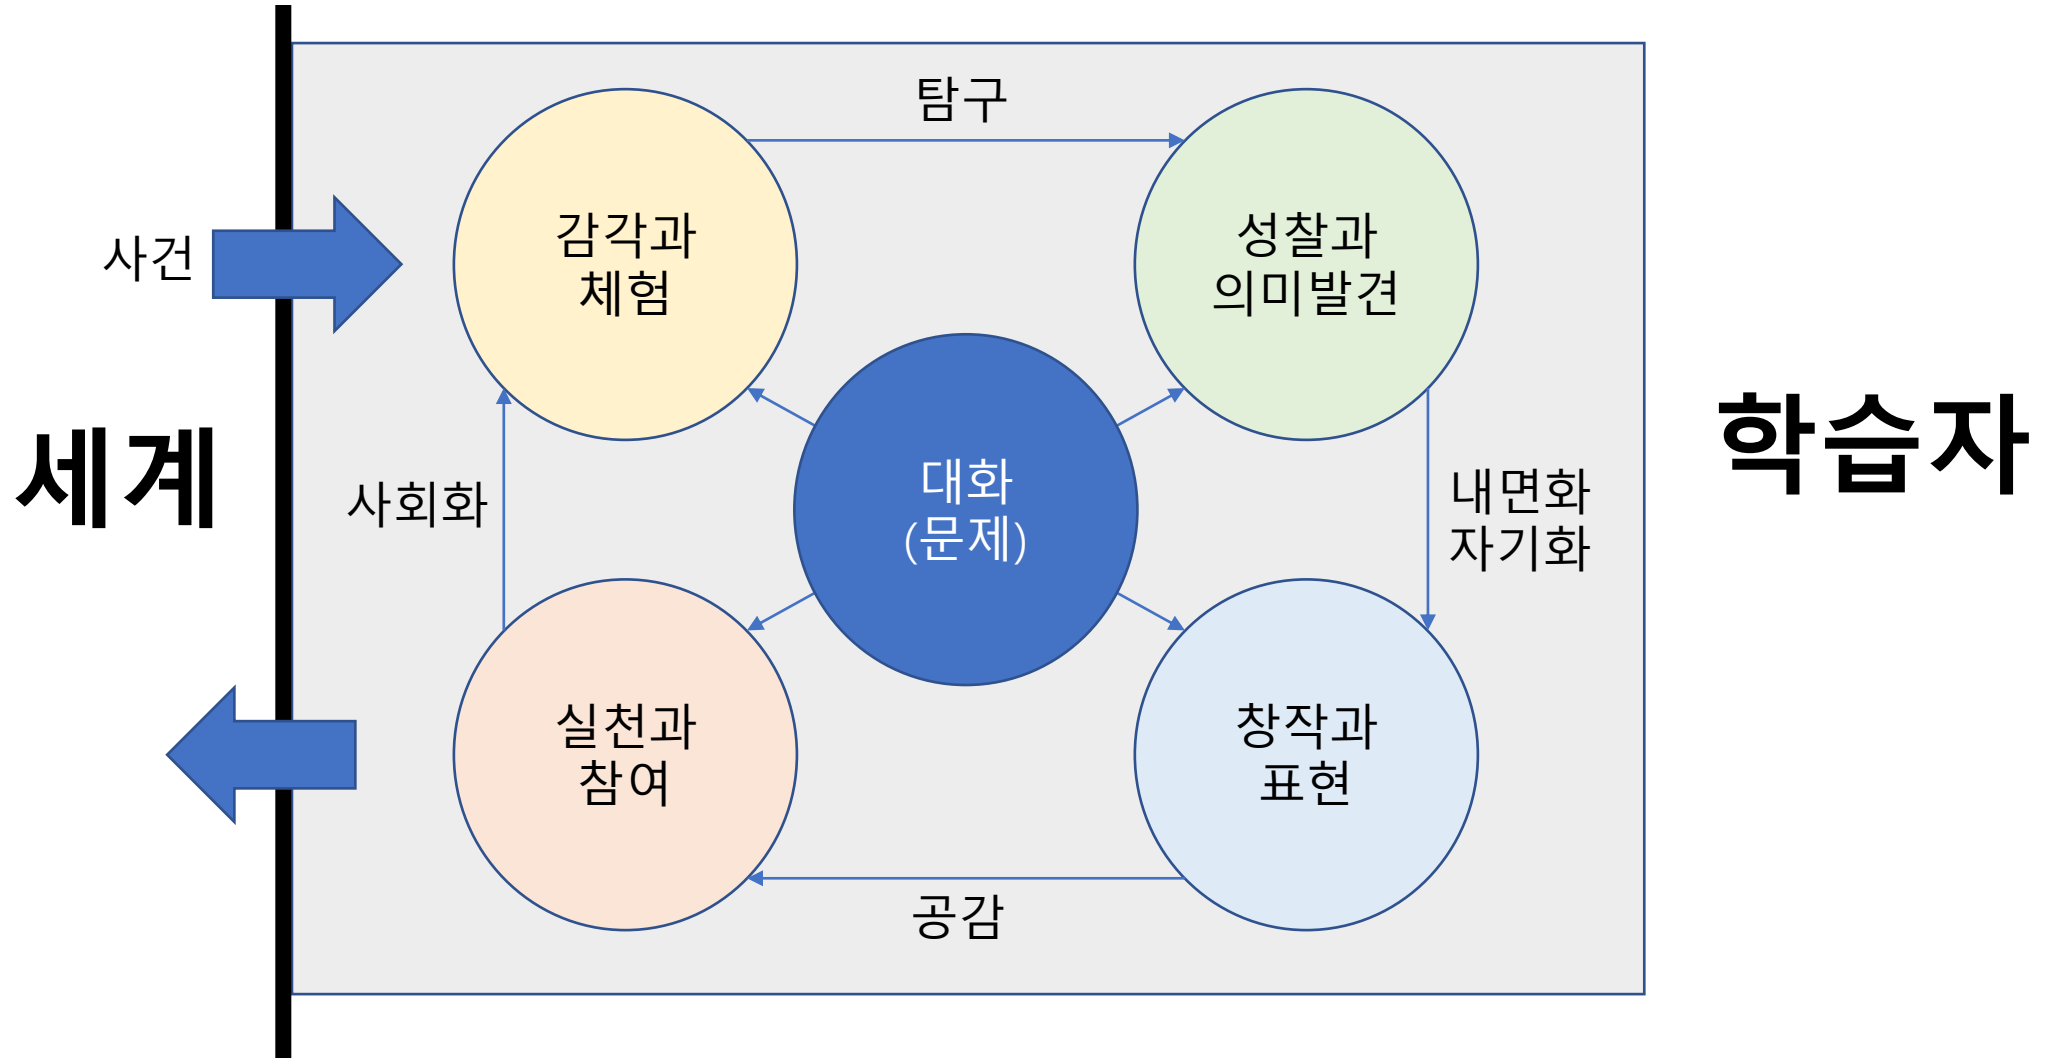 탐구
사건
감각과
체험
성찰과
의미발견
세계
학습자
사회화
대화
(문제)
내면화
자기화
실천과
참여
창작과
표현
공감